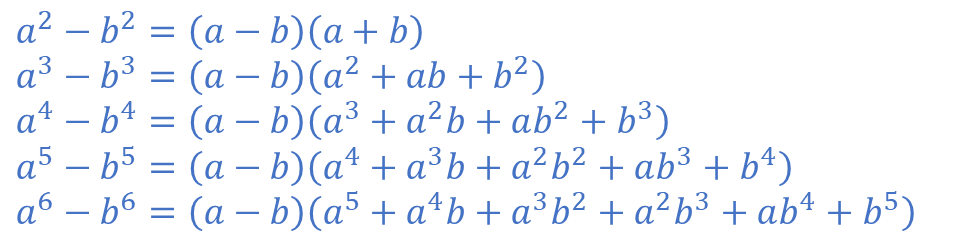 a² − b² = (a − b)(a + b)
a³ − b³ = (a − b)(a² + ab + b²)
a⁴ − b⁴ = (a − b)(a³ + a²b + ab² + b³)
a⁵ − b⁵ = (a − b)(a⁴ + a³b + a²b² + ab³ + b⁴)
a⁶ − b⁶ = (a − b)(a⁵ + a⁴b + a³b² + a²b³ + ab⁴ + b⁵)